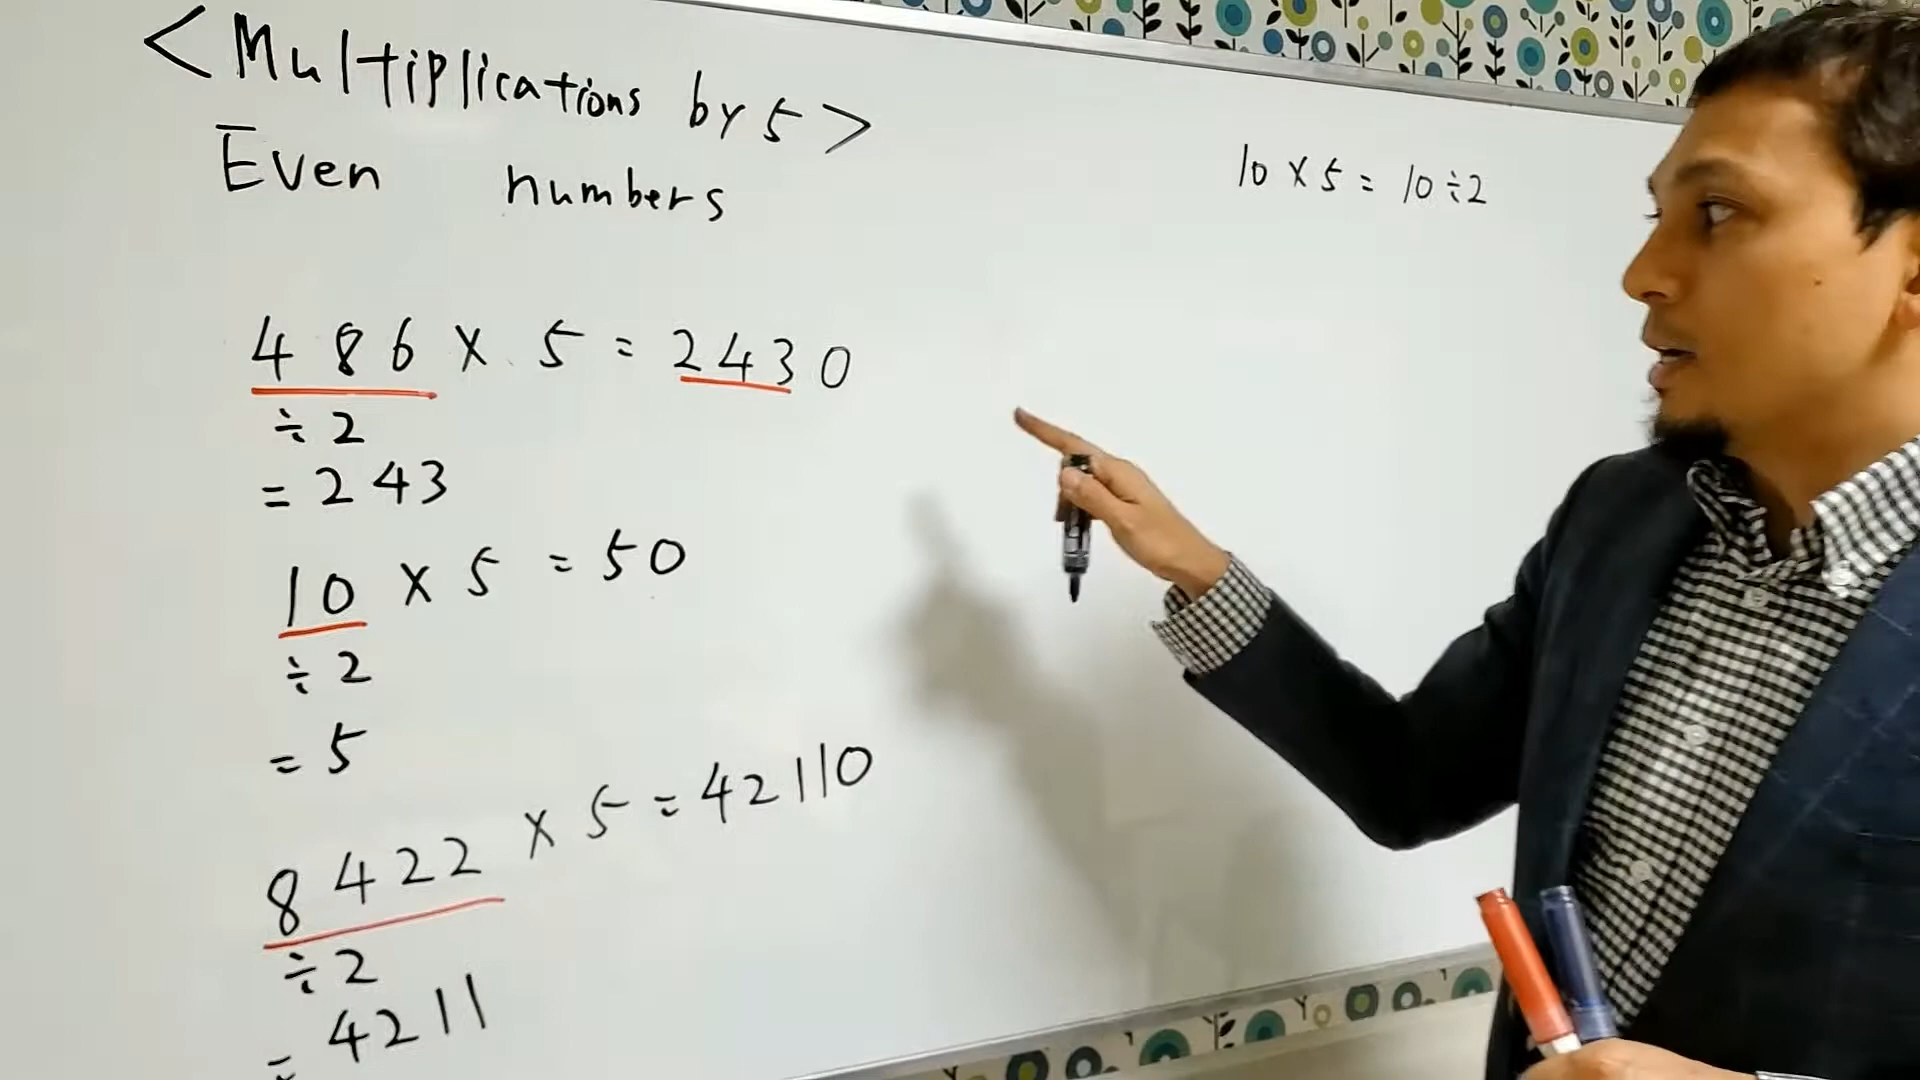 <Multiplications by 5>
Even numbers
10 × 5 = 10 ÷ 2
486 × 5 = 2430
÷ 2
= 243
10 × 5 = 50
÷ 2
= 5
8422 × 5 = 42110
÷ 2
= 4211